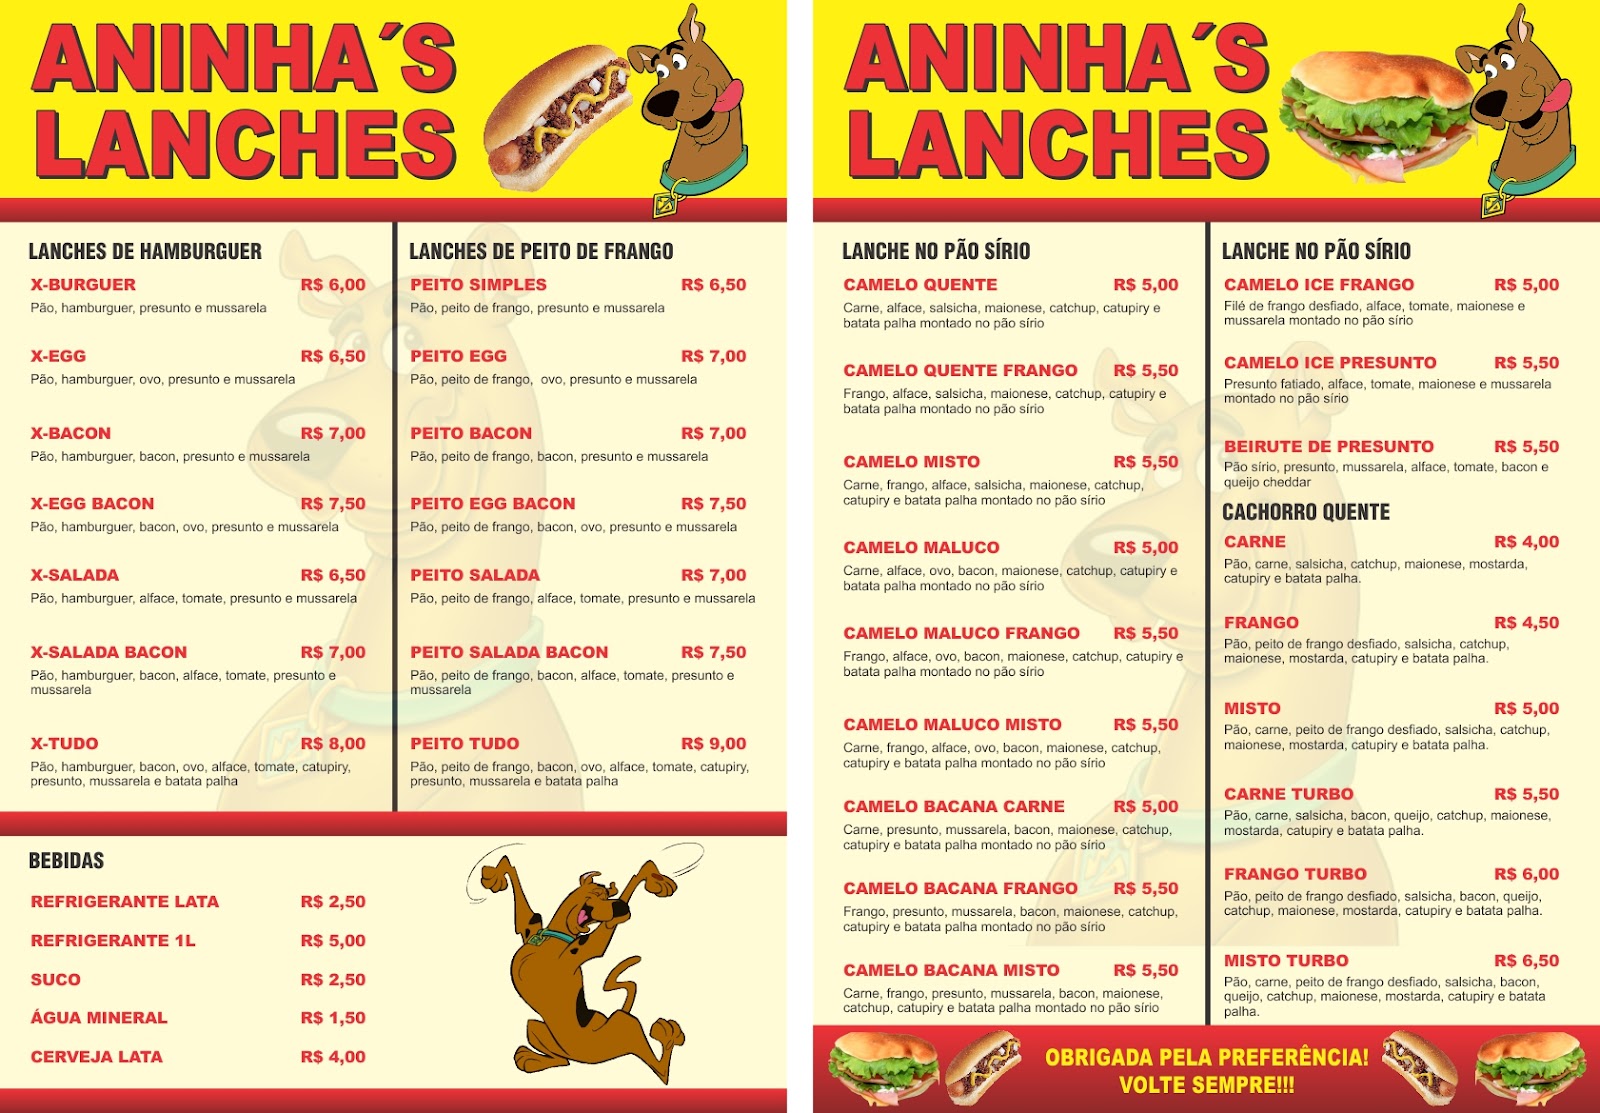 ANINHA´S
LANCHES
LANCHES DE HAMBURGUER
X-BURGUER R$ 6,00
Pão, hamburguer, presunto e mussarela
X-EGG R$ 6,50
Pão, hamburguer, ovo, presunto e mussarela
X-BACON R$ 7,00
Pão, hamburguer, bacon, presunto e mussarela
X-EGG BACON R$ 7,50
Pão, hamburguer, bacon, ovo, presunto e mussarela
X-SALADA R$ 6,50
Pão, hamburguer, alface, tomate, presunto e mussarela
X-SALADA BACON R$ 7,00
Pão, hamburguer, bacon, alface, tomate, presunto e
mussarela
X-TUDO R$ 8,00
Pão, hamburguer, bacon, ovo, alface, tomate, catupiry,
presunto, mussarela e batata palha
LANCHES DE PEITO DE FRANGO
PEITO SIMPLES R$ 6,50
Pão, peito de frango, presunto e mussarela
PEITO EGG R$ 7,00
Pão, peito de frango, ovo, presunto e mussarela
PEITO BACON R$ 7,00
Pão, peito de frango, bacon, presunto e mussarela
PEITO EGG BACON R$ 7,50
Pão, peito de frango, bacon, ovo, presunto e mussarela
PEITO SALADA R$ 7,00
Pão, peito de frango, alface, tomate, presunto e mussarela
PEITO SALADA BACON R$ 7,50
Pão, peito de frango, bacon, alface, tomate, presunto e
mussarela
PEITO TUDO R$ 9,00
Pão, peito de frango, bacon, ovo, alface, tomate, catupiry,
presunto, mussarela e batata palha
BEBIDAS
REFRIGERANTE LATA R$ 2,50
REFRIGERANTE 1L R$ 5,00
SUCO R$ 2,50
ÁGUA MINERAL R$ 1,50
CERVEJA LATA R$ 4,00
ANINHA´S
LANCHES
LANCHE NO PÃO SÍRIO
CAMELO QUENTE R$ 5,00
Carne, alface, salsicha, maionese, catchup, catupiry e
batata palha montado no pão sírio
CAMELO QUENTE FRANGO R$ 5,50
Frango, alface, salsicha, maionese, catchup, catupiry e
batata palha montado no pão sírio
CAMELO MISTO R$ 5,50
Carne, frango, alface, salsicha, maionese, catchup,
catupiry e batata palha montado no pão sírio
CAMELO MALUCO R$ 5,00
Carne, alface, ovo, bacon, maionese, catchup, catupiry e
batata palha montado no pão sírio
CAMELO MALUCO FRANGO R$ 5,50
Frango, alface, ovo, bacon, maionese, catchup, catupiry e
batata palha montado no pão sírio
CAMELO MALUCO MISTO R$ 5,50
Carne, frango, alface, ovo, bacon, maionese, catchup,
catupiry e batata palha montado no pão sírio
CAMELO BACANA CARNE R$ 5,00
Carne, presunto, mussarela, bacon, maionese, catchup,
catupiry e batata palha montado no pão sírio
CAMELO BACANA FRANGO R$ 5,50
Frango, presunto, mussarela, bacon, maionese, catchup,
catupiry e batata palha montado no pão sírio
CAMELO BACANA MISTO R$ 5,50
Carne, frango, presunto, mussarela, bacon, maionese,
catchup, catupiry e batata palha montado no pão sírio
LANCHE NO PÃO SÍRIO
CAMELO ICE FRANGO R$ 5,00
Filé de frango desfiado, alface, tomate, maionese e
mussarela montado no pão sírio
CAMELO ICE PRESUNTO R$ 5,50
Presunto fatiado, alface, tomate, maionese e mussarela
montado no pão sírio
BEIRUTE DE PRESUNTO R$ 5,50
Pão sírio, presunto, mussarela, alface, tomate, bacon e
queijo cheddar
CACHORRO QUENTE
CARNE R$ 4,00
Pão, carne, salsicha, catchup, maionese, mostarda,
catupiry e batata palha.
FRANGO R$ 4,50
Pão, peito de frango desfiado, salsicha, catchup,
maionese, mostarda, catupiry e batata palha.
MISTO R$ 5,00
Pão, carne, peito de frango desfiado, salsicha, catchup,
maionese, mostarda, catupiry e batata palha.
CARNE TURBO R$ 5,50
Pão, carne, salsicha, bacon, queijo, catchup, maionese,
mostarda, catupiry e batata palha.
FRANGO TURBO R$ 6,00
Pão, peito de frango desfiado, salsicha, bacon, queijo,
catchup, maionese, mostarda, catupiry e batata palha.
MISTO TURBO R$ 6,50
Pão, carne, peito de frango desfiado, salsicha, bacon,
queijo, catchup, maionese, mostarda, catupiry e batata
palha.
OBRIGADA PELA PREFERÊNCIA!
VOLTE SEMPRE!!!